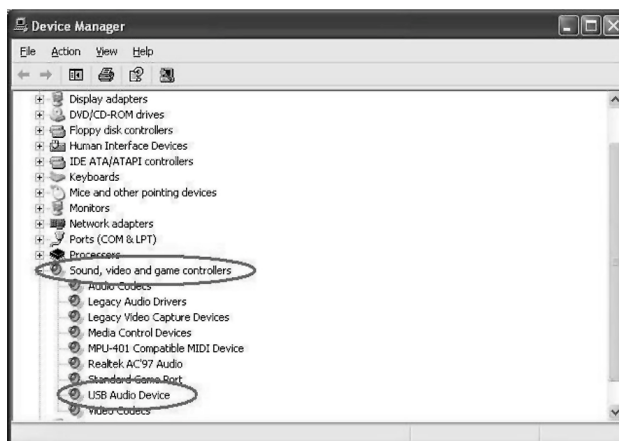 Device Manager
File Action View Help
Display adapters
DVD/CD-ROM drives
Floppy disk controllers
Human Interface Devices
IDE ATA/ATAPI controllers
Keyboards
Mice and other pointing devices
Monitors
Network adapters
Ports (COM & LPT)
Processors
Sound, video and game controllers
Audio Codecs
Legacy Audio Drivers
Legacy Video Capture Devices
Media Control Devices
MPU-401 Compatible MIDI Device
Realtek AC'97 Audio
Standard Game Port
USB Audio Device
Video Codecs